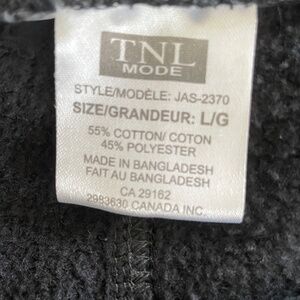 TNL
MODE
STYLE/MODÈLE: JAS-2370
SIZE/GRANDEUR: L/G
55% COTTON/ COTON
45% POLYESTER
MADE IN BANGLADESH
FAIT AU BANGLADESH
CA 29162
2983630 CANADA INC.